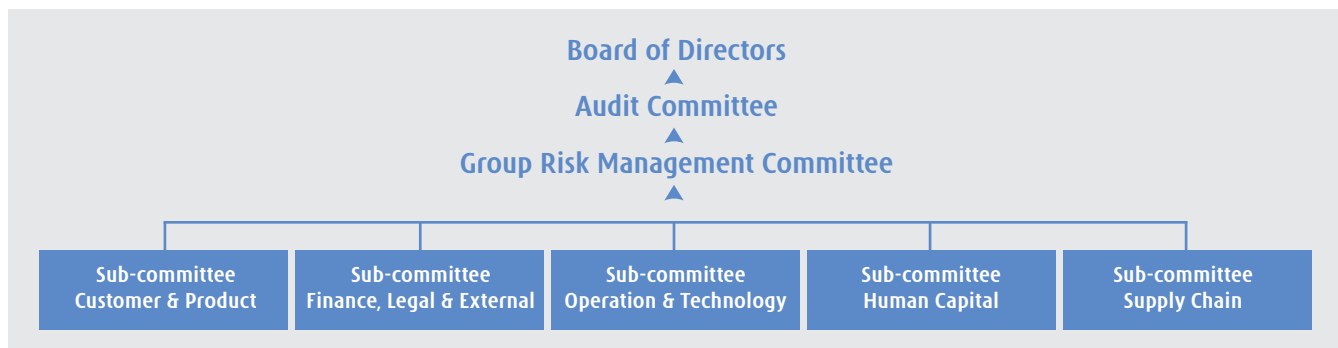 Board of Directors
Audit Committee
Group Risk Management Committee
Sub-committee
Customer & Product
Sub-committee
Finance, Legal & External
Sub-committee
Operation & Technology
Sub-committee
Human Capital
Sub-committee
Supply Chain